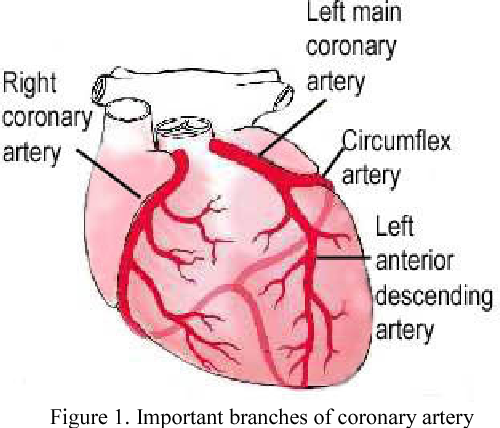 Left main
coronary
artery
Right
coronary
artery
Circumflex
artery
Left
anterior
descending
artery
Figure 1. Important branches of coronary artery